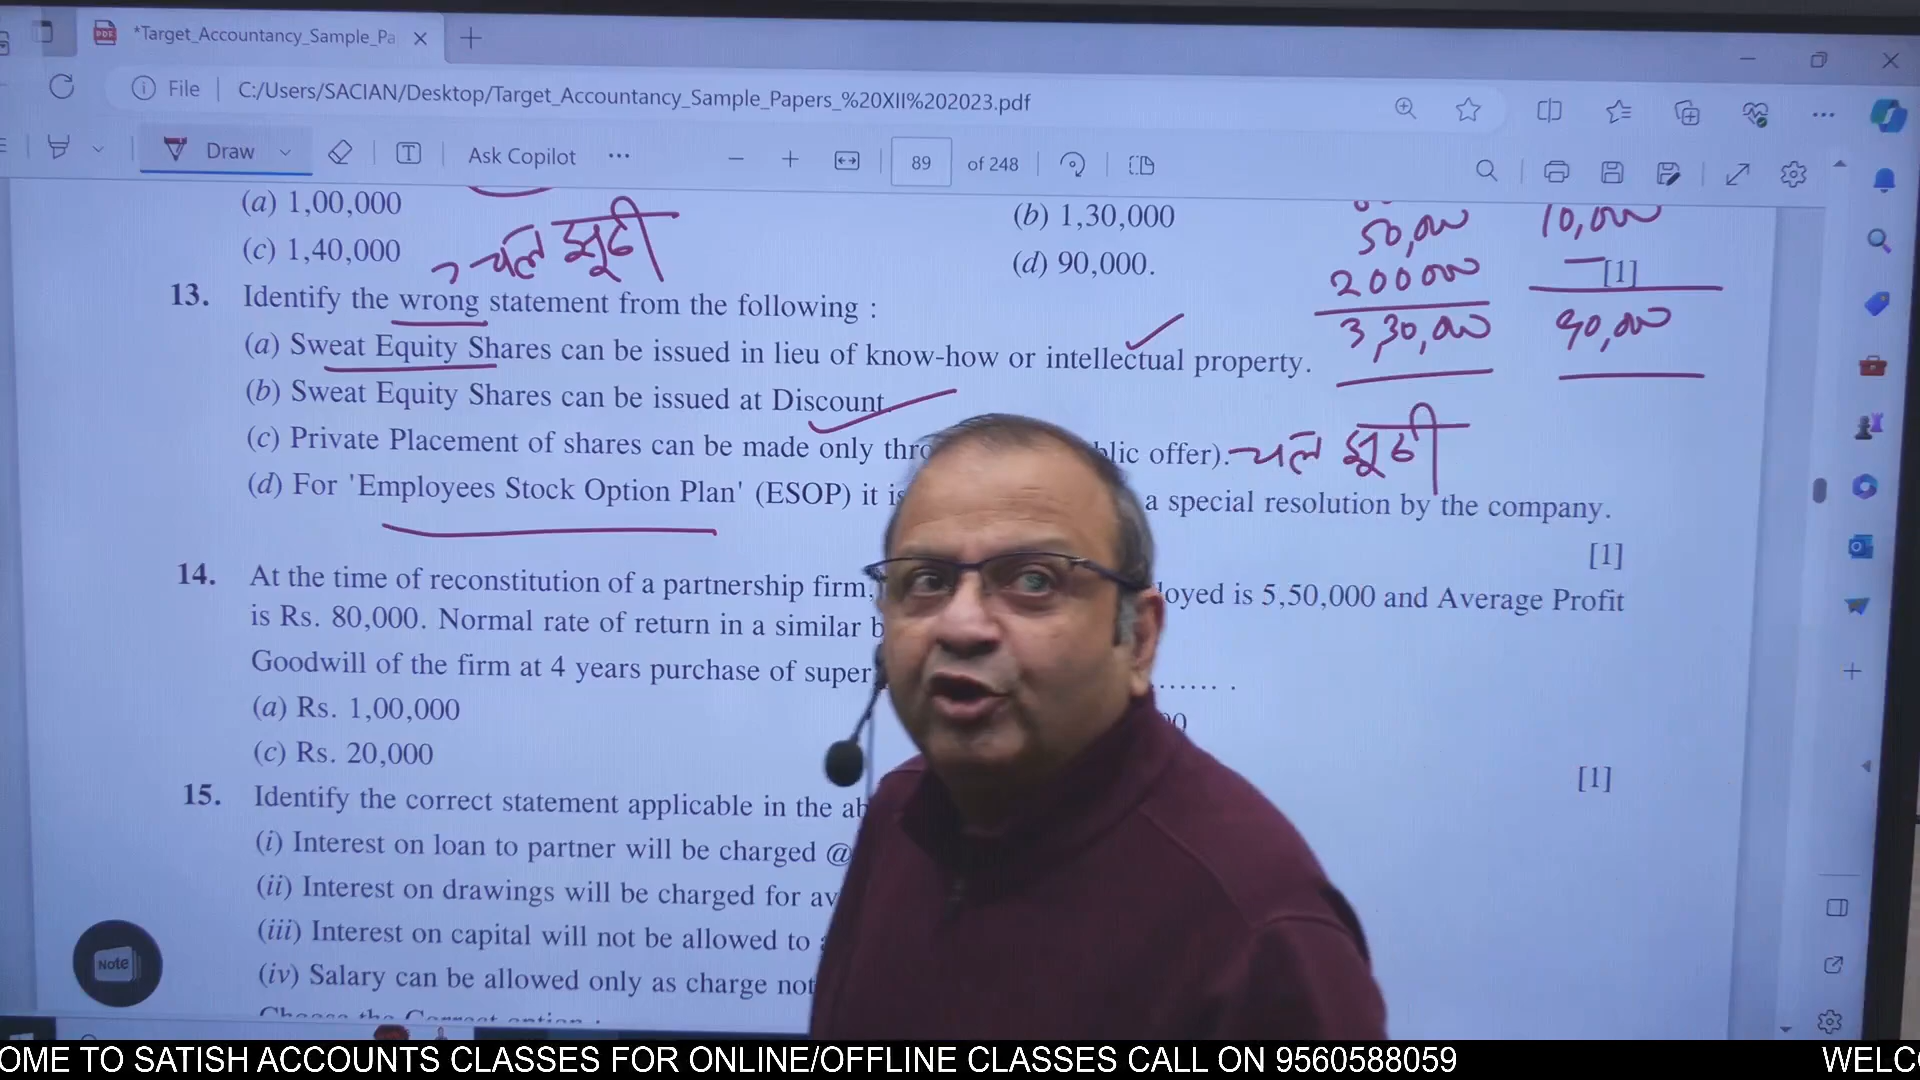 *Target_Accountancy_Sample_Pa
File C:/Users/SACIAN/Desktop/Target_Accountancy_Sample_Papers_%20XII%202023.pdf
Draw Ask Copilot 89 of 248
(a) 1,00,000 (b) 1,30,000 50,000 10,000
(c) 1,40,000 (d) 90,000. 200000 [1]
चल झूठी
13. Identify the wrong statement from the following : 3,30,000 90,000
(a) Sweat Equity Shares can be issued in lieu of know-how or intellectual property.
(b) Sweat Equity Shares can be issued at Discount.
(c) Private Placement of shares can be made only offer). चल झूठी
(d) For 'Employees Stock Option Plan' (ESOP) it a special resolution by the company.
[1]
14. At the time of reconstitution of a partnership firm, is 5,50,000 and Average Profit
is Rs. 80,000. Normal rate of return in a similar
Goodwill of the firm at 4 years purchase of super ...... .
(a) Rs. 1,00,000
(c) Rs. 20,000 [1]
15. Identify the correct statement applicable in the
(i) Interest on loan to partner will be charged @
(ii) Interest on drawings will be charged for
(iii) Interest on capital will not be allowed to
(iv) Salary can be allowed only as charge not
Note
OME TO SATISH ACCOUNTS CLASSES FOR ONLINE/OFFLINE CLASSES CALL ON 9560588059 WELC